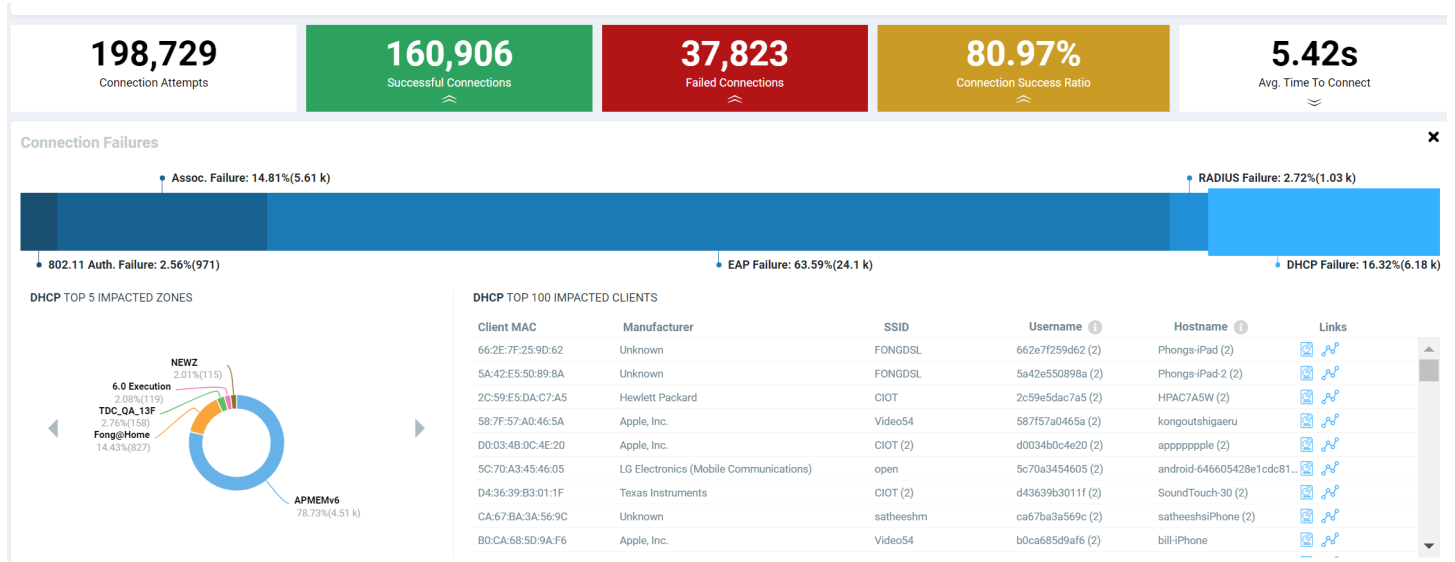 198,729
Connection Attempts
160,906
Successful Connections
37,823
Failed Connections
80.97%
Connection Success Ratio
5.42s
Avg. Time To Connect
Connection Failures
Assoc. Failure: 14.81%(5.61 k)
RADIUS Failure: 2.72%(1.03 k)
802.11 Auth. Failure: 2.56%(971)
EAP Failure: 63.59%(24.1 k)
DHCP Failure: 16.32%(6.18 k)
DHCP TOP 5 IMPACTED ZONES
NEWZ
2.01%(115)
6.0 Execution
2.08%(119)
TDC_QA_13F
2.76%(158)
Fong@Home
14.43%(827)
APMEMv6
78.73%(4.51 k)
DHCP TOP 100 IMPACTED CLIENTS
Client MAC Manufacturer SSID Username Hostname Links
66:2E:7F:25:9D:62 Unknown FONGDSL 662e7f259d62 (2) Phongs-iPad (2)
5A:42:E5:50:89:8A Unknown FONGDSL 5a42e550898a (2) Phongs-iPad-2 (2)
2C:59:E5:DA:C7:A5 Hewlett Packard CIOT 2c59e5dac7a5 (2) HPAC7A5W (2)
58:7F:57:A0:46:5A Apple, Inc. Video54 587f57a0465a (2) kongoutshigaeru
D0:03:4B:0C:4E:20 Apple, Inc. CIOT (2) d0034b0c4e20 (2) appppppple (2)
5C:70:A3:45:46:05 LG Electronics (Mobile Communications) open 5c70a3454605 (2) android-646605428e1cdc81...
D4:36:39:B3:01:1F Texas Instruments CIOT (2) d43639b3011f (2) SoundTouch-30 (2)
CA:67:BA:3A:56:9C Unknown satheeshm ca67ba3a569c (2) satheeshsiPhone (2)
B0:CA:68:5D:9A:F6 Apple, Inc. Video54 b0ca685d9af6 (2) bill-iPhone